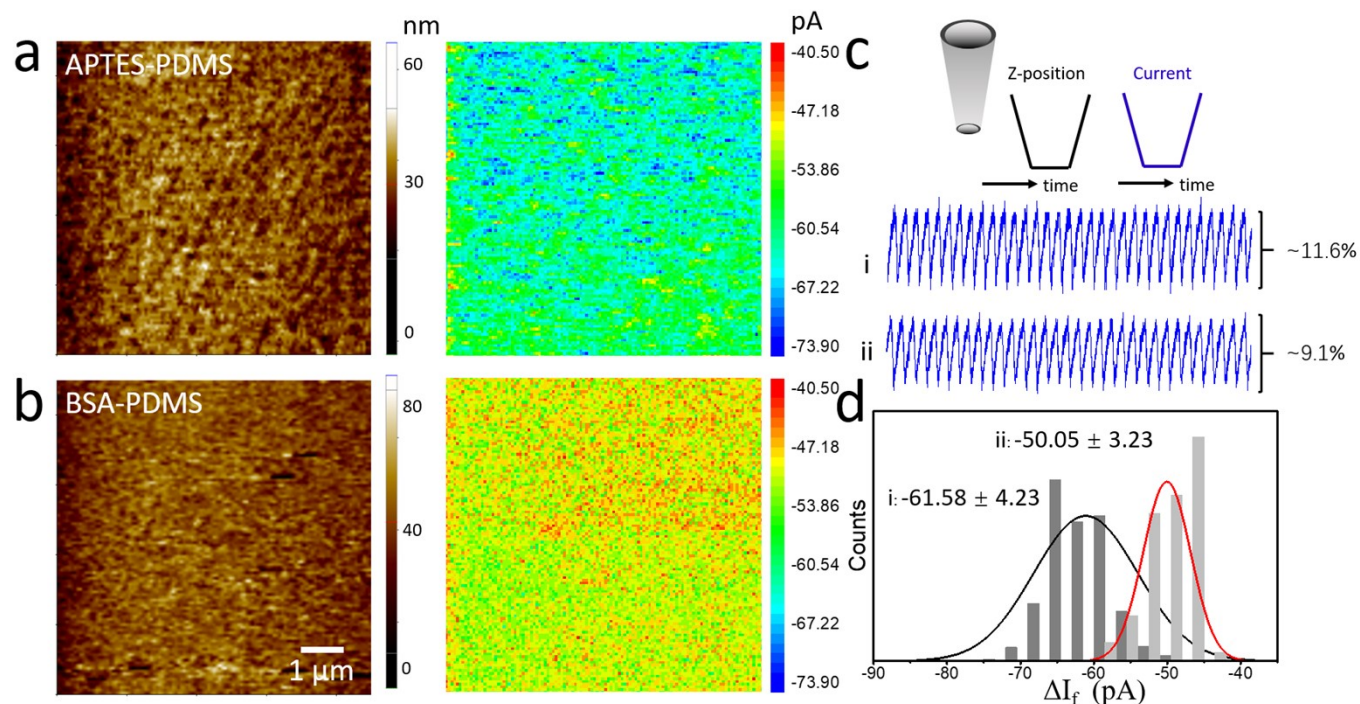 a
APTES-PDMS
nm
60
30
0
pA
-40.50
-47.18
-53.86
-60.54
-67.22
-73.90
b
BSA-PDMS
80
40
0
1 μm
-40.50
-47.18
-53.86
-60.54
-67.22
-73.90
c
Z-position
Current
time
time
i
~11.6%
ii
~9.1%
d
ii: -50.05 ± 3.23
i: -61.58 ± 4.23
Counts
-90 -80 -70 -60 -50 -40
ΔI_f (pA)